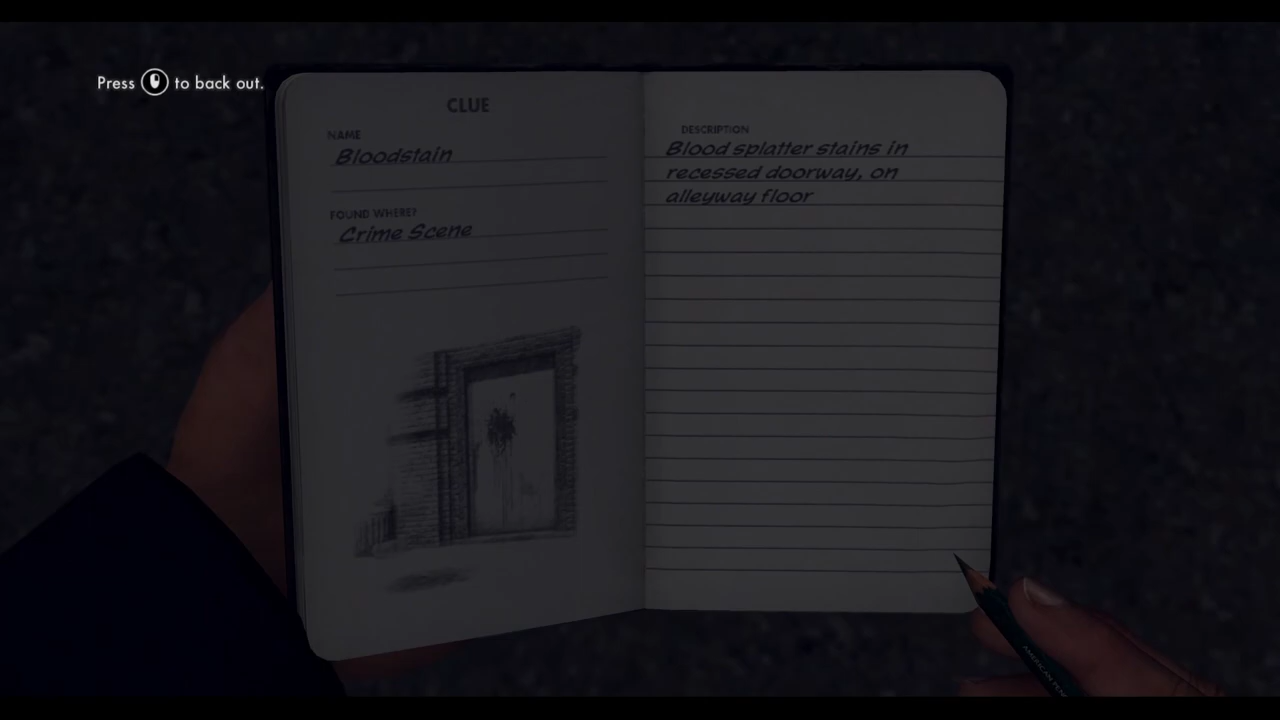 Press to back out.
CLUE
NAME
Bloodstain
FOUND WHERE?
Crime Scene
DESCRIPTION
Blood splatter stains in
recessed doorway, on
alleyway floor
AMERICAN